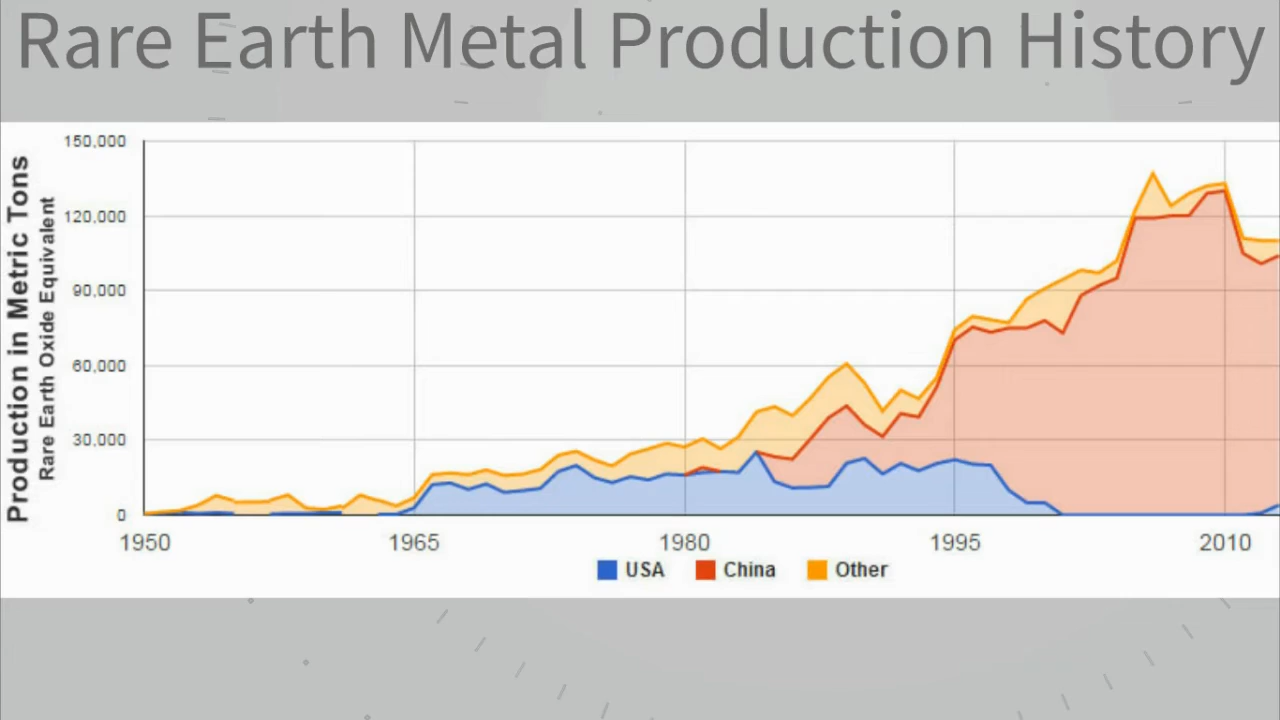 Rare Earth Metal Production History
Production in Metric Tons
Rare Earth Oxide Equivalent
150,000
120,000
90,000
60,000
30,000
0
1950 1965 1980 1995 2010
USA China Other